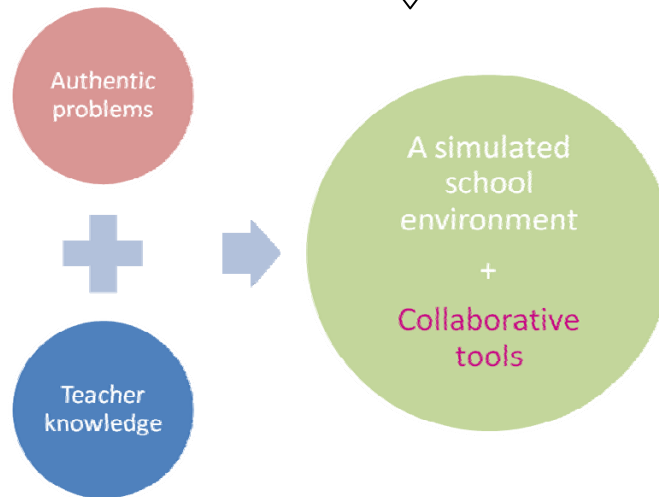 Authentic
problems
Teacher
knowledge
A simulated
school
environment
+
Collaborative
tools